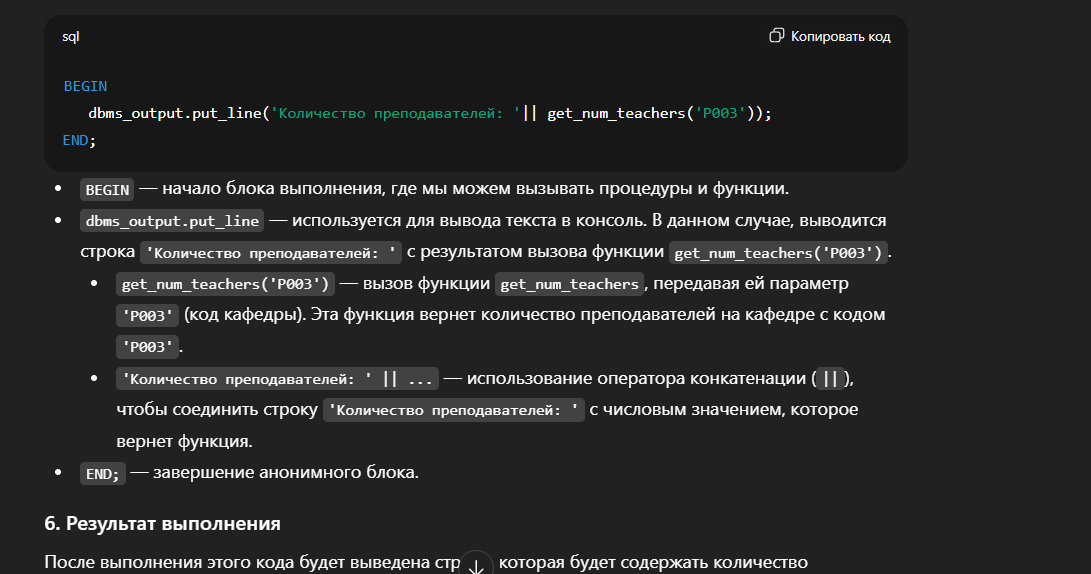 sql
Копировать код
BEGIN
dbms_output.put_line('Количество преподавателей: '|| get_num_teachers('P003'));
END;
• BEGIN — начало блока выполнения, где мы можем вызывать процедуры и функции.
• dbms_output.put_line — используется для вывода текста в консоль. В данном случае, выводится
строка 'Количество преподавателей: ' с результатом вызова функции get_num_teachers('P003').
• get_num_teachers('P003') — вызов функции get_num_teachers, передавая ей параметр
'P003' (код кафедры). Эта функция вернет количество преподавателей на кафедре с кодом
'P003'.
• 'Количество преподавателей: ' || ... — использование оператора конкатенации (||),
чтобы соединить строку 'Количество преподавателей: ' с числовым значением, которое
вернет функция.
• END; — завершение анонимного блока.
6. Результат выполнения
После выполнения этого кода будет выведена стр которая будет содержать количество